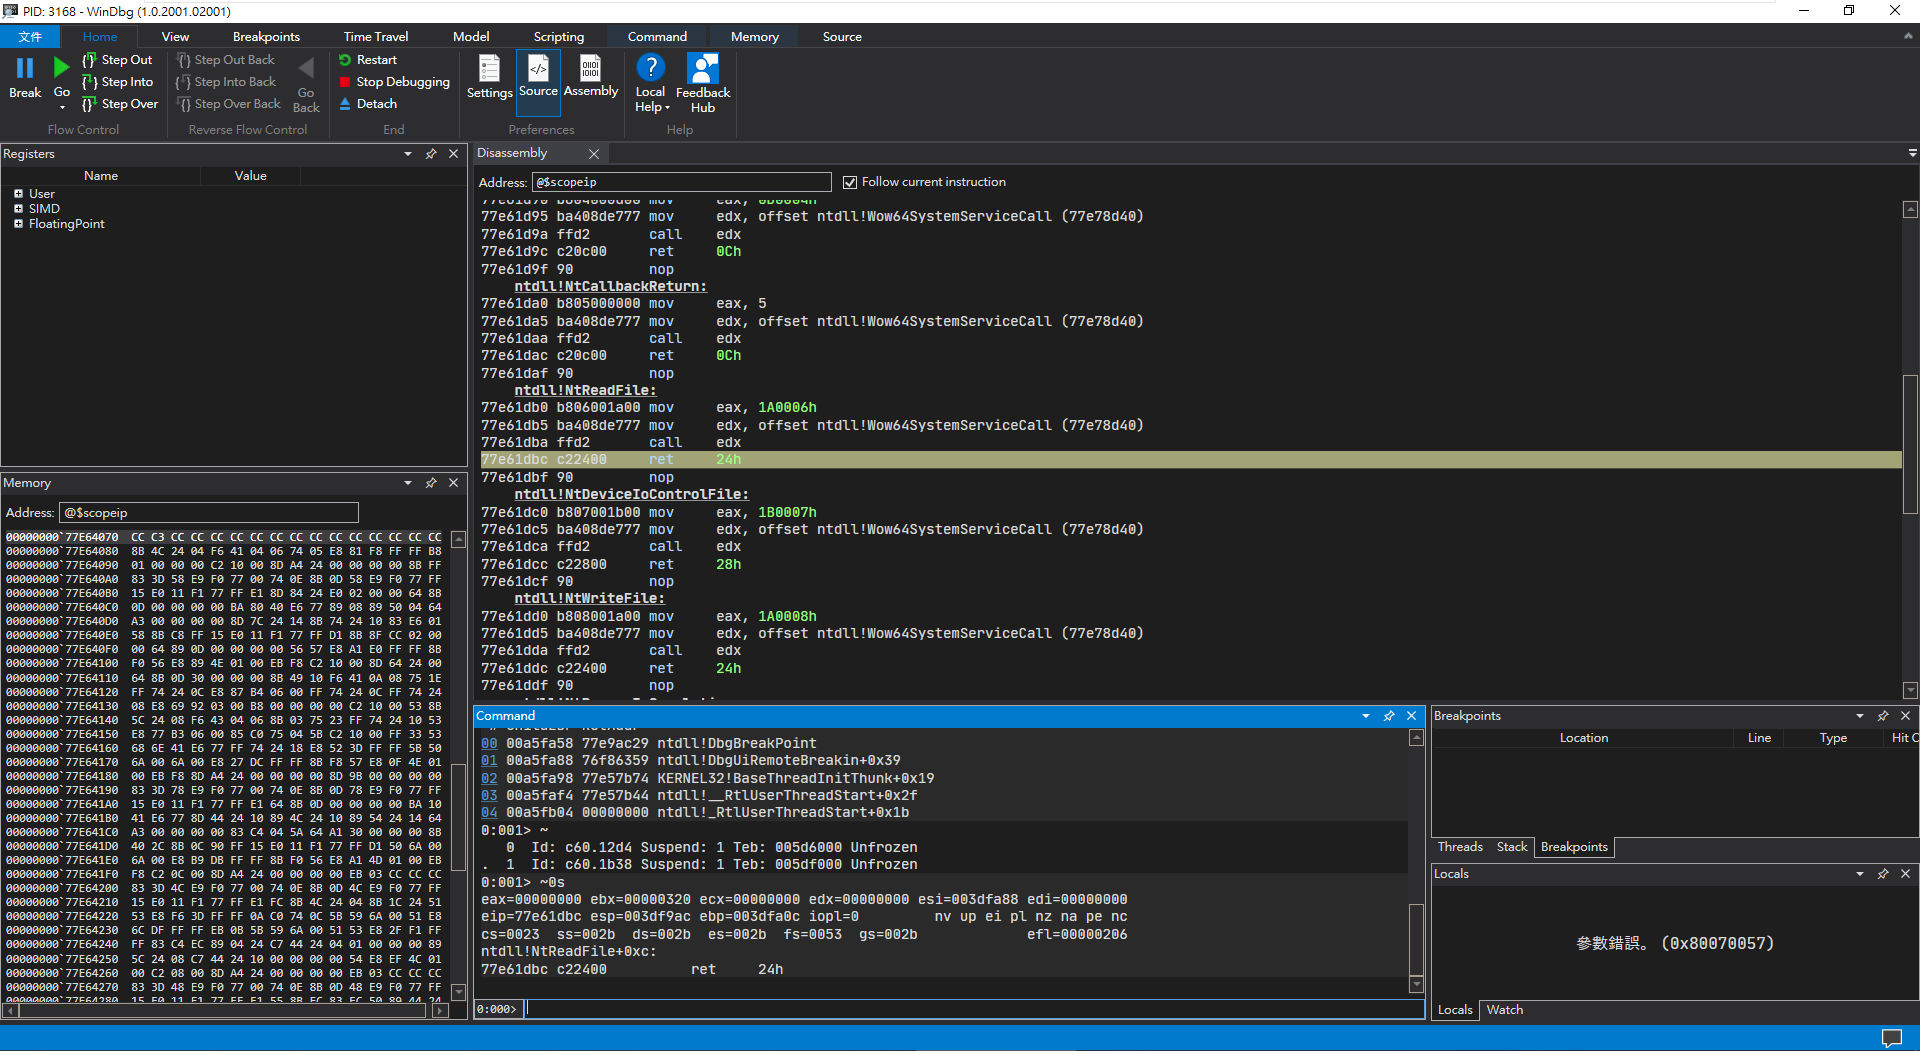 PID: 3168 - WinDbg (1.0.2001.02001)
文件 Home View Breakpoints Time Travel Model Scripting Command Memory Source
Break
Go
Step Out
Step Into
Step Over
Flow Control
Step Out Back
Step Into Back
Step Over Back
Go Back
Reverse Flow Control
Restart
Stop Debugging
Detach
End
Settings
Source
Assembly
Preferences
Local Help
Feedback Hub
Help
Registers
Name Value
User
SIMD
FloatingPoint
Memory
Address: @$scopeip
00000000`77E64070 CC C3 CC CC CC CC CC CC CC CC CC CC CC CC CC CC
00000000`77E64080 8B 4C 24 04 F6 41 04 06 74 05 E8 81 F8 FF FF B8
00000000`77E64090 01 00 00 00 C2 10 00 8D A4 24 00 00 00 00 8B FF
00000000`77E640A0 83 3D 58 E9 F0 77 00 74 0E 8B 0D 58 E9 F0 77 FF
00000000`77E640B0 15 E0 11 F1 77 FF E1 8D 84 24 E0 02 00 00 64 8B
00000000`77E640C0 0D 00 00 00 00 BA 80 40 E6 77 89 08 89 50 04 64
00000000`77E640D0 A3 00 00 00 00 8D 7C 24 14 8B 74 24 10 83 E6 01
00000000`77E640E0 58 8B C8 FF 15 E0 11 F1 77 FF D1 8B 8F CC 02 00
00000000`77E640F0 00 64 89 0D 00 00 00 00 56 57 E8 A1 E0 FF FF 8B
00000000`77E64100 F0 56 E8 89 4E 01 00 EB F8 C2 10 00 8D 64 24 00
00000000`77E64110 64 8B 0D 30 00 00 00 8B 49 10 F6 41 0A 08 75 1E
00000000`77E64120 FF 74 24 0C E8 87 B4 06 00 FF 74 24 0C FF 74 24
00000000`77E64130 08 E8 69 92 03 00 B8 00 00 00 00 C2 10 00 53 8B
00000000`77E64140 5C 24 08 F6 43 04 06 8B 03 75 23 FF 74 24 10 53
00000000`77E64150 E8 77 B3 06 00 85 C0 75 04 5B C2 10 00 FF 33 53
00000000`77E64160 68 6E 41 E6 77 FF 74 24 18 E8 52 3D FF FF 5B 50
00000000`77E64170 6A 00 6A 00 E8 27 DC FF FF 8B F8 57 E8 0F 4E 01
00000000`77E64180 00 EB F8 8D A4 24 00 00 00 00 8D 9B 00 00 00 00
00000000`77E64190 83 3D 78 E9 F0 77 00 74 0E 8B 0D 78 E9 F0 77 FF
00000000`77E641A0 15 E0 11 F1 77 FF E1 64 8B 0D 00 00 00 00 BA 10
00000000`77E641B0 41 E6 77 8D 44 24 10 89 4C 24 10 89 54 24 14 64
00000000`77E641C0 A3 00 00 00 00 83 C4 04 5A 64 A1 30 00 00 00 8B
00000000`77E641D0 40 2C 8B 0C 90 FF 15 E0 11 F1 77 FF D1 50 6A 00
00000000`77E641E0 6A 00 E8 B9 DB FF FF 8B F0 56 E8 A1 4D 01 00 EB
00000000`77E641F0 F8 C2 0C 00 8D A4 24 00 00 00 00 EB 03 CC CC CC
00000000`77E64200 83 3D 4C E9 F0 77 00 74 0E 8B 0D 4C E9 F0 77 FF
00000000`77E64210 15 E0 11 F1 77 FF E1 FC 8B 4C 24 04 8B 1C 24 51
00000000`77E64220 53 E8 F6 3D FF FF 0A C0 74 0C 5B 59 6A 00 51 E8
00000000`77E64230 6C DF FF FF EB 0B 5B 59 6A 00 51 53 E8 2F F1 FF
00000000`77E64240 FF 83 C4 EC 89 04 24 C7 44 24 04 01 00 00 00 89
00000000`77E64250 5C 24 08 C7 44 24 10 00 00 00 00 54 E8 EF 4C 01
00000000`77E64260 00 C2 08 00 8D A4 24 00 00 00 00 EB 03 CC CC CC
00000000`77E64270 83 3D 48 E9 F0 77 00 74 0E 8B 0D 48 E9 F0 77 FF
00000000`77E64280 15 E0 11 F1 77 FF E1 55 8B EC 83 EC 50 89 44 24
Disassembly
Address: @$scopeip Follow current instruction
77e61d90 b804000b00 mov eax, 0B0004h
77e61d95 ba408de777 mov edx, offset ntdll!Wow64SystemServiceCall (77e78d40)
77e61d9a ffd2 call edx
77e61d9c c20c00 ret 0Ch
77e61d9f 90 nop
ntdll!NtCallbackReturn:
77e61da0 b805000000 mov eax, 5
77e61da5 ba408de777 mov edx, offset ntdll!Wow64SystemServiceCall (77e78d40)
77e61daa ffd2 call edx
77e61dac c20c00 ret 0Ch
77e61daf 90 nop
ntdll!NtReadFile:
77e61db0 b806001a00 mov eax, 1A0006h
77e61db5 ba408de777 mov edx, offset ntdll!Wow64SystemServiceCall (77e78d40)
77e61dba ffd2 call edx
77e61dbc c22400 ret 24h
77e61dbf 90 nop
ntdll!NtDeviceIoControlFile:
77e61dc0 b807001b00 mov eax, 1B0007h
77e61dc5 ba408de777 mov edx, offset ntdll!Wow64SystemServiceCall (77e78d40)
77e61dca ffd2 call edx
77e61dcc c22800 ret 28h
77e61dcf 90 nop
ntdll!NtWriteFile:
77e61dd0 b808001a00 mov eax, 1A0008h
77e61dd5 ba408de777 mov edx, offset ntdll!Wow64SystemServiceCall (77e78d40)
77e61dda ffd2 call edx
77e61ddc c22400 ret 24h
77e61ddf 90 nop
Command
# ChildEBP RetAddr
00 00a5fa58 77e9ac29 ntdll!DbgBreakPoint
01 00a5fa88 76f86359 ntdll!DbgUiRemoteBreakin+0x39
02 00a5fa98 77e57b74 KERNEL32!BaseThreadInitThunk+0x19
03 00a5faf4 77e57b44 ntdll!__RtlUserThreadStart+0x2f
04 00a5fb04 00000000 ntdll!_RtlUserThreadStart+0x1b
0:001> ~
0 Id: c60.12d4 Suspend: 1 Teb: 005d6000 Unfrozen
. 1 Id: c60.1b38 Suspend: 1 Teb: 005df000 Unfrozen
0:001> ~0s
eax=00000000 ebx=00000320 ecx=00000000 edx=00000000 esi=003dfa88 edi=00000000
eip=77e61dbc esp=003df9ac ebp=003dfa0c iopl=0 nv up ei pl nz na pe nc
cs=0023 ss=002b ds=002b es=002b fs=0053 gs=002b efl=00000206
ntdll!NtReadFile+0xc:
77e61dbc c22400 ret 24h
0:000>
Breakpoints
Location Line Type Hit C
Threads Stack Breakpoints
Locals
參數錯誤。 (0x80070057)
Locals Watch